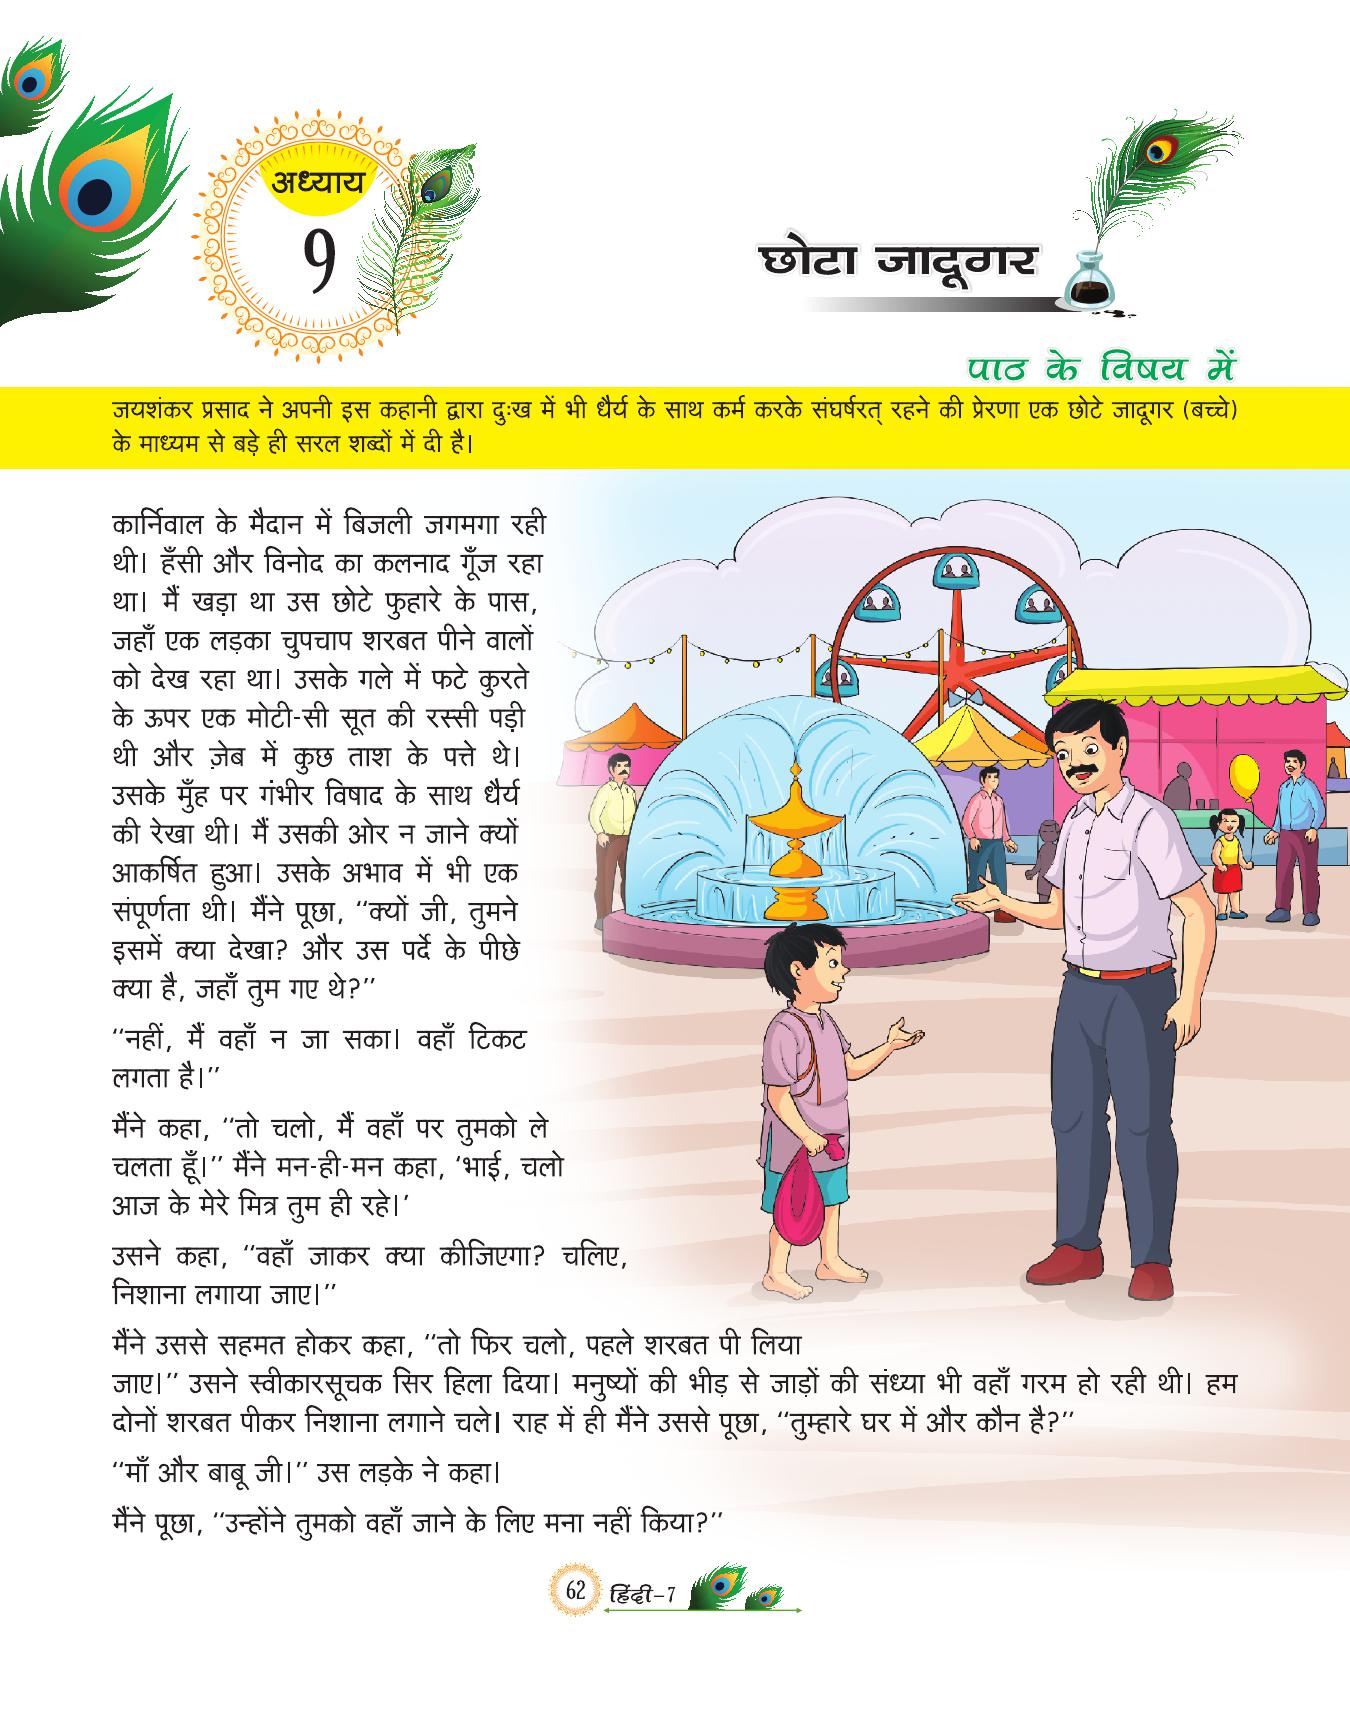 अध्याय
9
छोटा जादूगर
पाठ के विषय में
जयशंकर प्रसाद ने अपनी इस कहानी द्वारा दुःख में भी धैर्य के साथ कर्म करके संघर्षरत् रहने की प्रेरणा एक छोटे जादूगर (बच्चे)
के माध्यम से बड़े ही सरल शब्दों में दी है।
कार्निवाल के मैदान में बिजली जगमगा रही
थी। हँसी और विनोद का कलनाद गूँज रहा
था। मैं खड़ा था उस छोटे फुहारे के पास,
जहाँ एक लड़का चुपचाप शरबत पीने वालों
को देख रहा था। उसके गले में फटे कुरते
के ऊपर एक मोटी-सी सूत की रस्सी पड़ी
थी और ज़ेब में कुछ ताश के पत्ते थे।
उसके मुँह पर गंभीर विषाद के साथ धैर्य
की रेखा थी। मैं उसकी ओर न जाने क्यों
आकर्षित हुआ। उसके अभाव में भी एक
संपूर्णता थी। मैंने पूछा, ‘‘क्यों जी, तुमने
इसमें क्या देखा? और उस पर्दे के पीछे
क्या है, जहाँ तुम गए थे?’’
‘‘नहीं, मैं वहाँ न जा सका। वहाँ टिकट
लगता है।’’
मैंने कहा, ‘‘तो चलो, मैं वहाँ पर तुमको ले
चलता हूँ।’’ मैंने मन-ही-मन कहा, ‘भाई, चलो
आज के मेरे मित्र तुम ही रहे।’
उसने कहा, ‘‘वहाँ जाकर क्या कीजिएगा? चलिए,
निशाना लगाया जाए।’’
मैंने उससे सहमत होकर कहा, ‘‘तो फिर चलो, पहले शरबत पी लिया
जाए।’’ उसने स्वीकारसूचक सिर हिला दिया। मनुष्यों की भीड़ से जाड़ों की संध्या भी वहाँ गरम हो रही थी। हम
दोनों शरबत पीकर निशाना लगाने चले। राह में ही मैंने उससे पूछा, ‘‘तुम्हारे घर में और कौन है?’’
‘‘माँ और बाबू जी।’’ उस लड़के ने कहा।
मैंने पूछा, ‘‘उन्होंने तुमको वहाँ जाने के लिए मना नहीं किया?’’
62 हिंदी–7